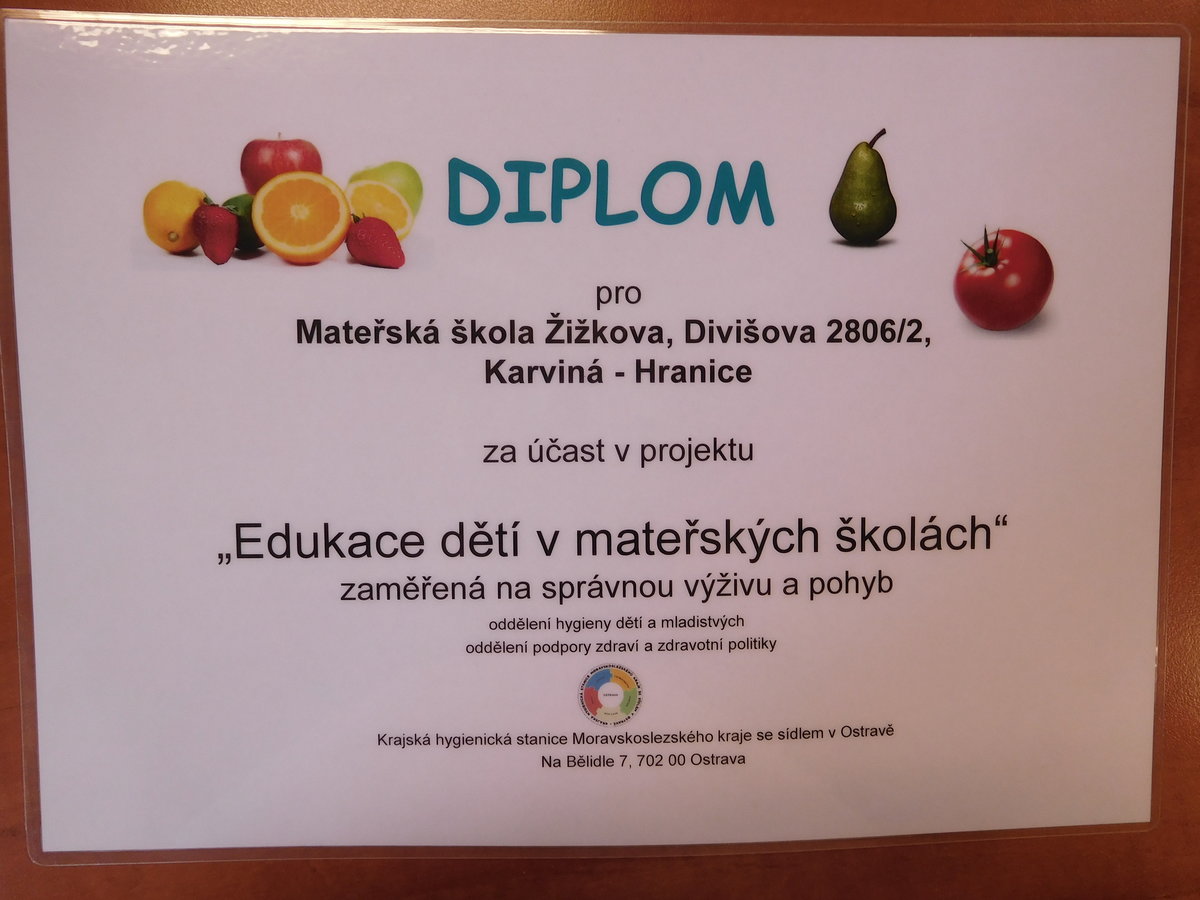 DIPLOM
pro
Mateřská škola Žižkova, Divišova 2806/2,
Karviná - Hranice
za účast v projektu
„Edukace dětí v mateřských školách“
zaměřená na správnou výživu a pohyb
oddělení hygieny dětí a mladistvých
oddělení podpory zdraví a zdravotní politiky
OSTRAVA
Krajská hygienická stanice Moravskoslezského kraje se sídlem v Ostravě
Na Bělidle 7, 702 00 Ostrava